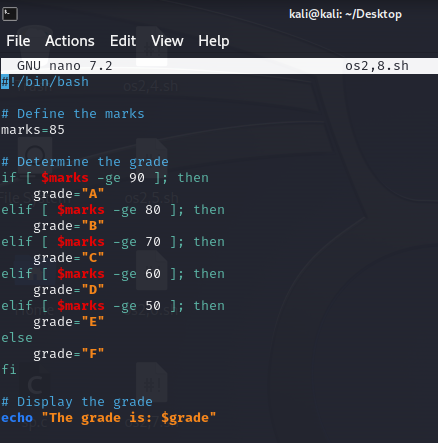 kali@kali: ~/Desktop
File Actions Edit View Help
GNU nano 7.2 os2,8.sh
#!/bin/bash
# Define the marks
marks=85
# Determine the grade
if [ $marks -ge 90 ]; then
    grade="A"
elif [ $marks -ge 80 ]; then
    grade="B"
elif [ $marks -ge 70 ]; then
    grade="C"
elif [ $marks -ge 60 ]; then
    grade="D"
elif [ $marks -ge 50 ]; then
    grade="E"
else
    grade="F"
fi
# Display the grade
echo "The grade is: $grade"